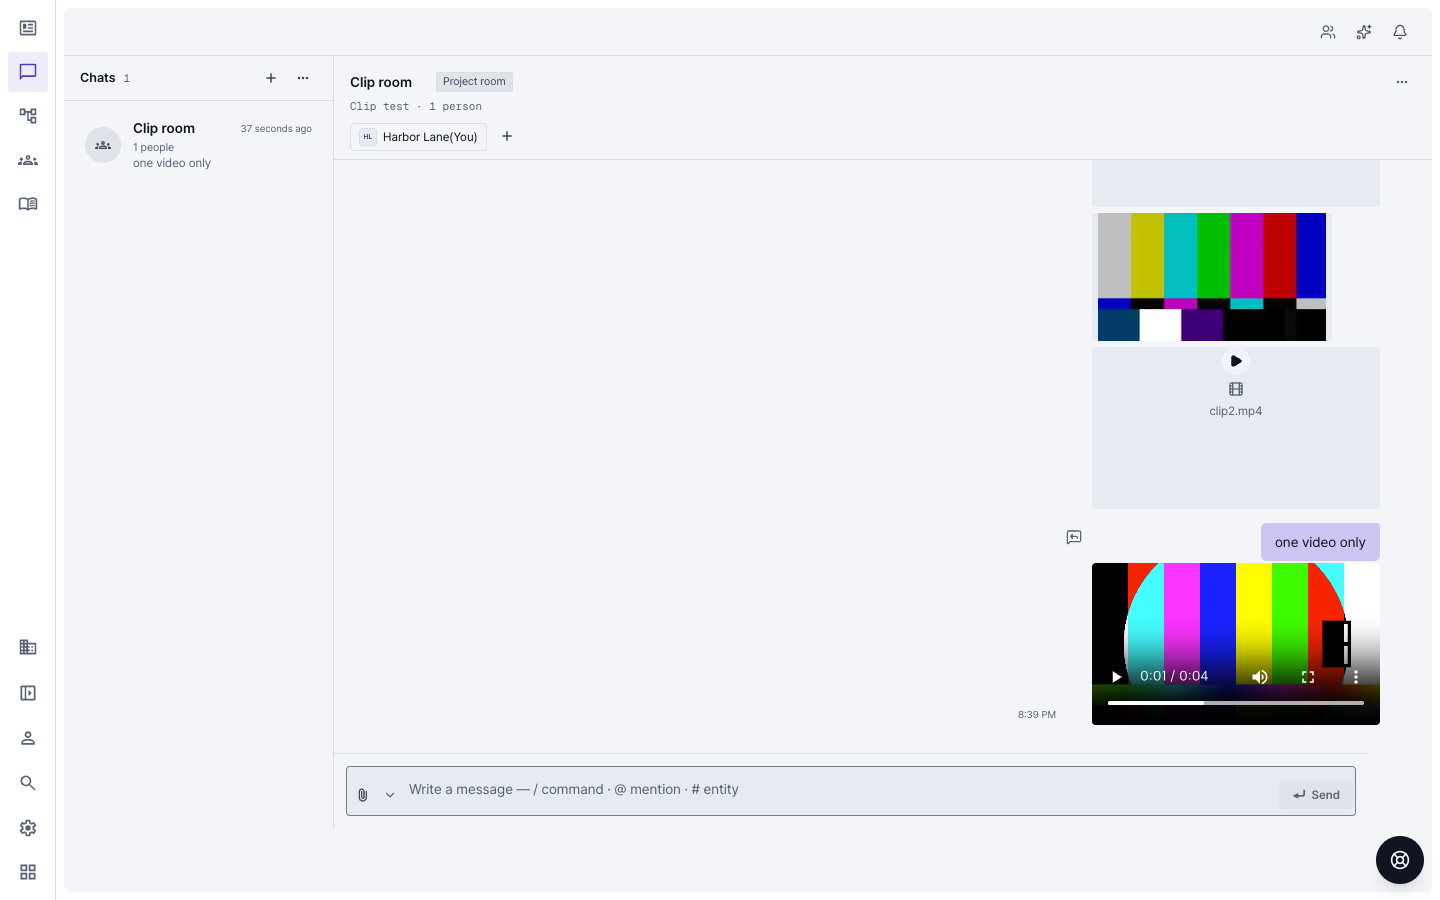 Chats 1
Clip room
37 seconds ago
1 people
one video only
Clip room
Project room
Clip test · 1 person
HL
Harbor Lane(You)
clip2.mp4
one video only
0:01 / 0:04
8:39 PM
Write a message — / command · @ mention · # entity
Send